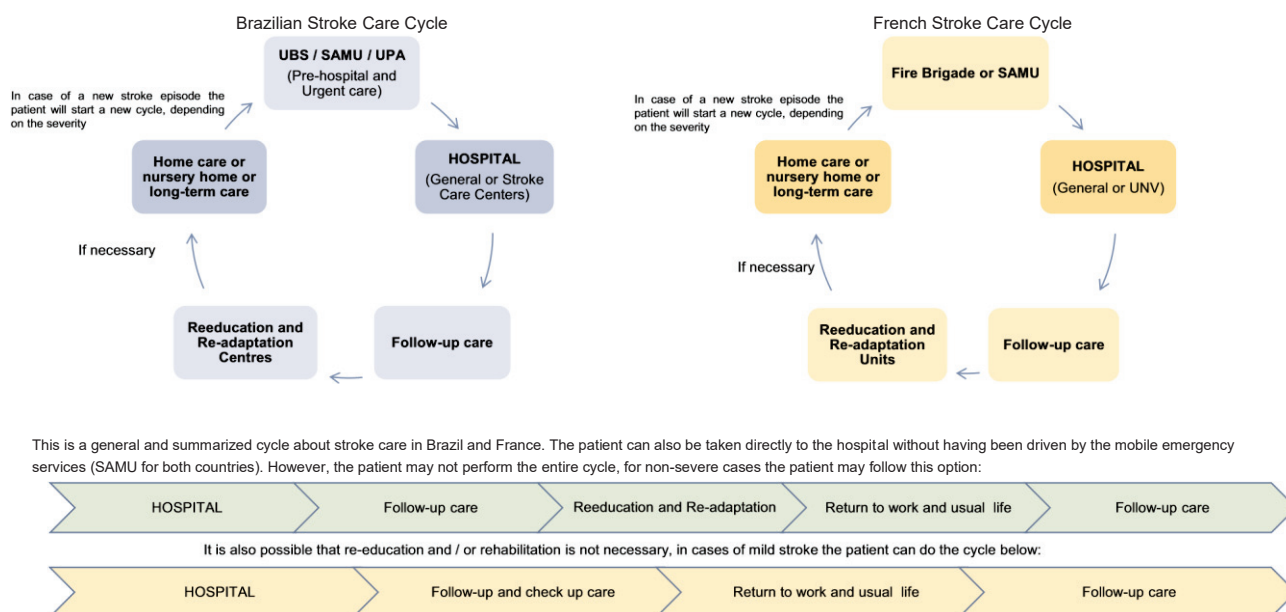 Brazilian Stroke Care Cycle
UBS / SAMU / UPA
(Pre-hospital and
Urgent care)
In case of a new stroke episode the
patient will start a new cycle, depending
on the severity
Home care or
nursery home or
long-term care
HOSPITAL
(General or Stroke
Care Centers)
If necessary
Reeducation and
Re-adaptation
Centres
Follow-up care
French Stroke Care Cycle
Fire Brigade or SAMU
In case of a new stroke episode the
patient will start a new cycle, depending
on the severity
Home care or
nursery home or
long-term care
HOSPITAL
(General or UNV)
If necessary
Reeducation and
Re-adaptation
Units
Follow-up care
This is a general and summarized cycle about stroke care in Brazil and France. The patient can also be taken directly to the hospital without having been driven by the mobile emergency
services (SAMU for both countries). However, the patient may not perform the entire cycle, for non-severe cases the patient may follow this option:
HOSPITAL
Follow-up care
Reeducation and Re-adaptation
Return to work and usual life
Follow-up care
It is also possible that re-education and / or rehabilitation is not necessary, in cases of mild stroke the patient can do the cycle below:
HOSPITAL
Follow-up and check up care
Return to work and usual life
Follow-up care